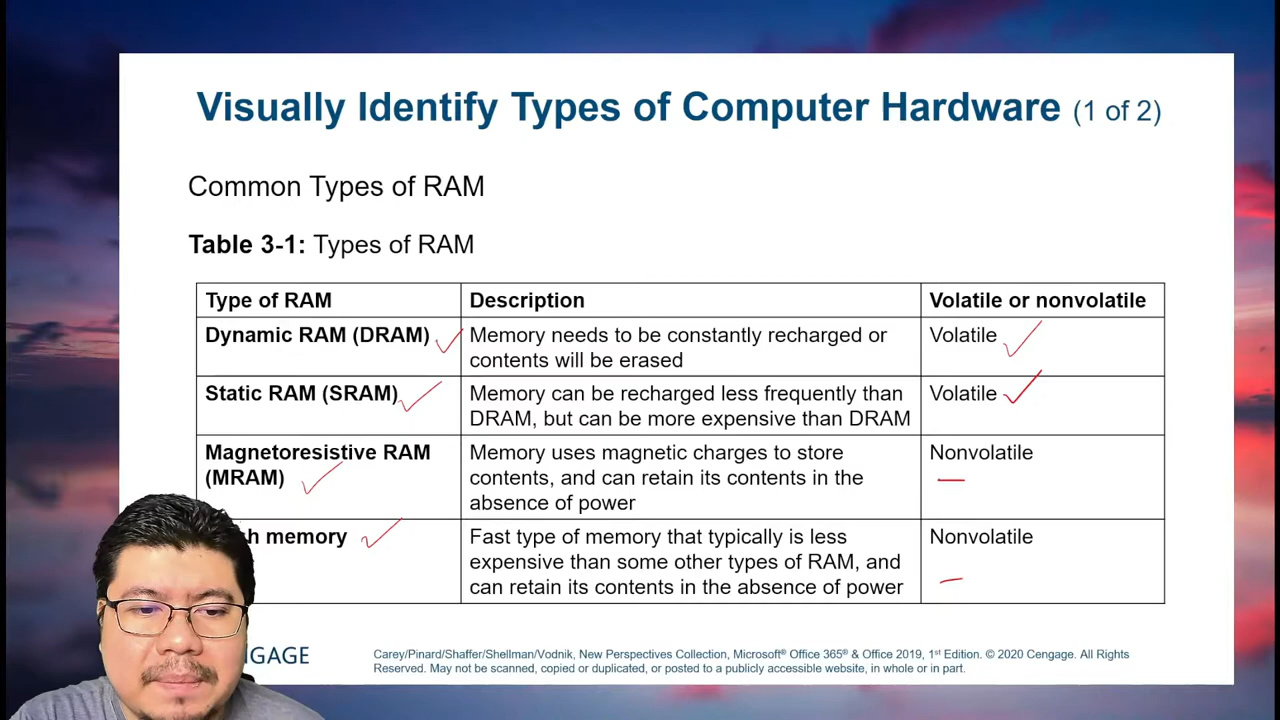 Visually Identify Types of Computer Hardware (1 of 2)
Common Types of RAM
Table 3-1: Types of RAM
Type of RAM
Description
Volatile or nonvolatile
Dynamic RAM (DRAM)
Memory needs to be constantly recharged or
contents will be erased
Volatile
Static RAM (SRAM)
Memory can be recharged less frequently than
DRAM, but can be more expensive than DRAM
Volatile
Magnetoresistive RAM
(MRAM)
Memory uses magnetic charges to store
contents, and can retain its contents in the
absence of power
Nonvolatile
h memory
Fast type of memory that typically is less
expensive than some other types of RAM, and
can retain its contents in the absence of power
Nonvolatile
NGAGE
Carey/Pinard/Shaffer/Shellman/Vodnik, New Perspectives Collection, Microsoft® Office 365® & Office 2019, 1st Edition. © 2020 Cengage. All Rights
Reserved. May not be scanned, copied or duplicated, or posted to a publicly accessible website, in whole or in part.